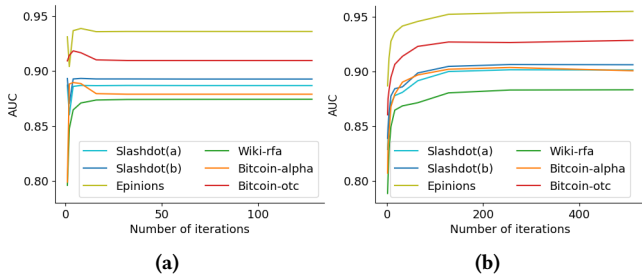 0.95
0.90
0.85
0.80
AUC
Slashdot(a)
Slashdot(b)
Epinions
Wiki-rfa
Bitcoin-alpha
Bitcoin-otc
0
50
100
Number of iterations
(a)
0.95
0.90
0.85
0.80
AUC
Slashdot(a)
Slashdot(b)
Epinions
Wiki-rfa
Bitcoin-alpha
Bitcoin-otc
0
200
400
Number of iterations
(b)